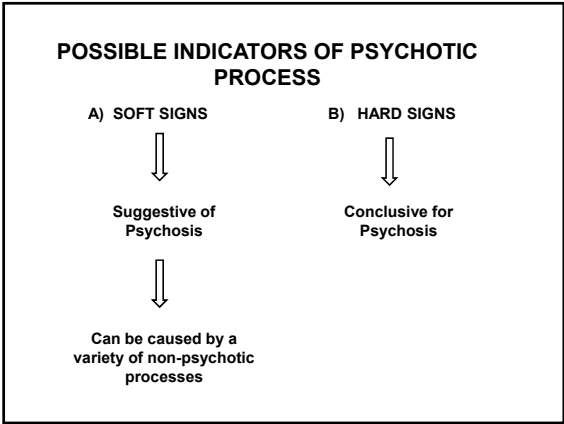 POSSIBLE INDICATORS OF PSYCHOTIC
PROCESS
A) SOFT SIGNS
B) HARD SIGNS
Suggestive of
Psychosis
Conclusive for
Psychosis
Can be caused by a
variety of non-psychotic
processes